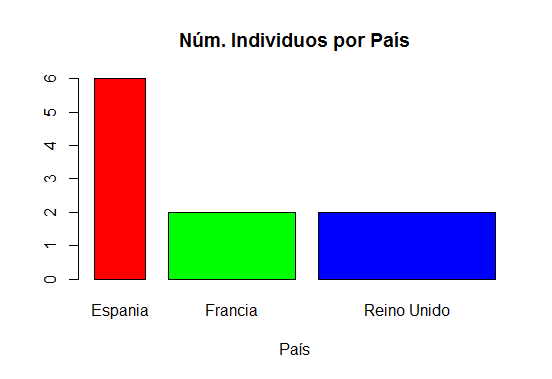 Núm. Individuos por País
6
5
4
3
2
1
0
Espania Francia Reino Unido
País